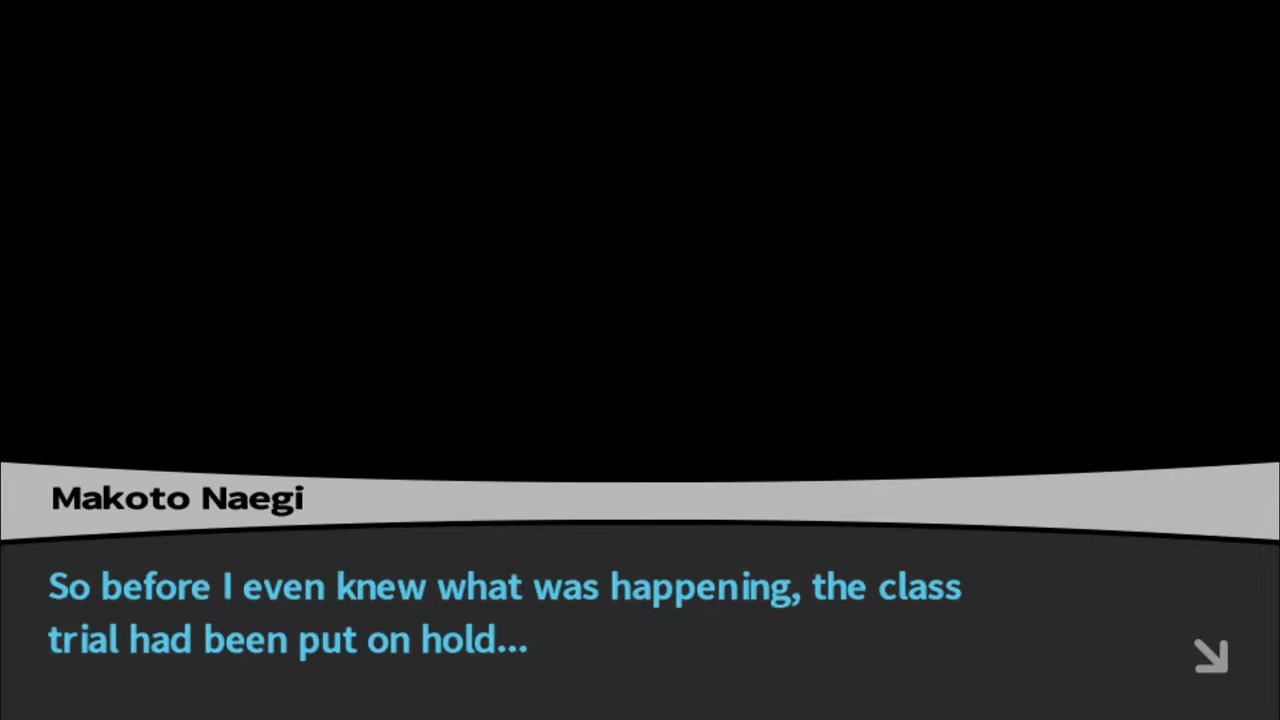 Makoto Naegi
So before I even knew what was happening, the class
trial had been put on hold...